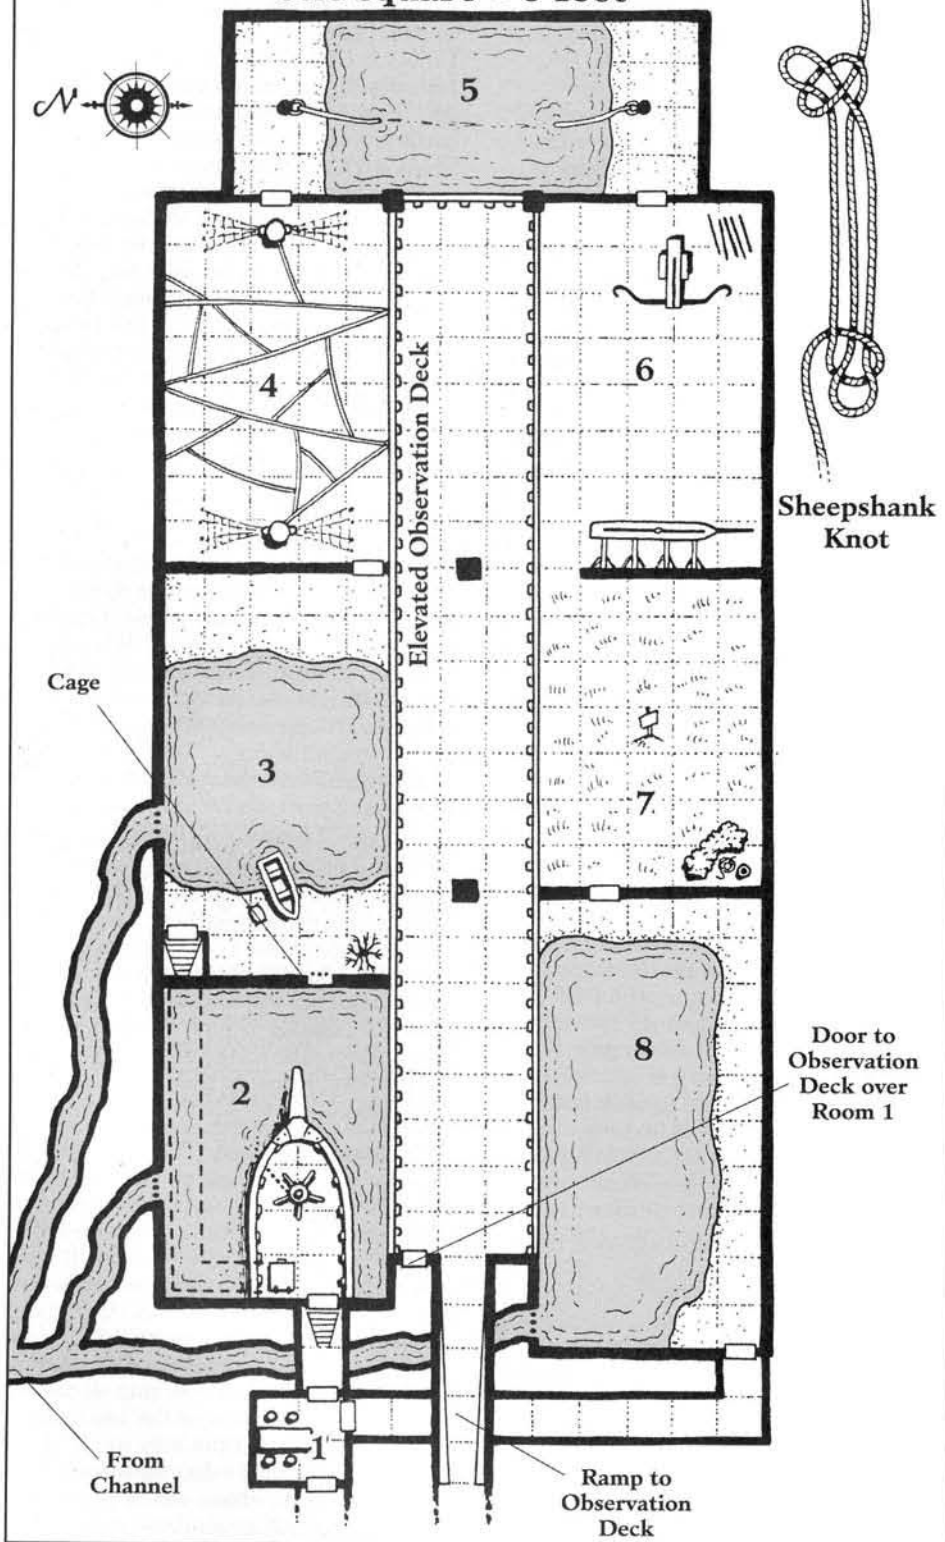 N
5
4
6
Elevated Observation Deck
Sheepshank
Knot
Cage
3
7
2
8
Door to
Observation
Deck over
Room 1
1
From
Channel
Ramp to
Observation
Deck